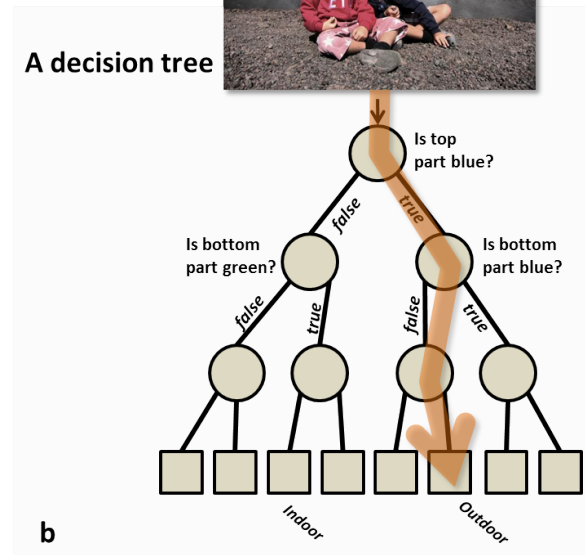 A decision tree
Is top
part blue?
false
true
Is bottom
part green?
Is bottom
part blue?
false
true
false
true
Indoor
Outdoor
b